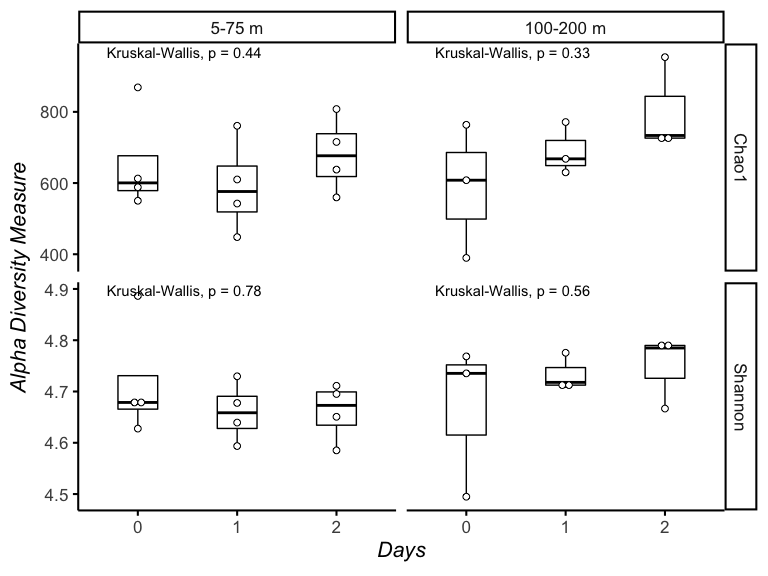 5-75 m
100-200 m
Kruskal-Wallis, p = 0.44
Kruskal-Wallis, p = 0.33
800
600
400
Chao1
Alpha Diversity Measure
Kruskal-Wallis, p = 0.78
Kruskal-Wallis, p = 0.56
4.9
4.8
4.7
4.6
4.5
Shannon
0
1
2
0
1
2
Days